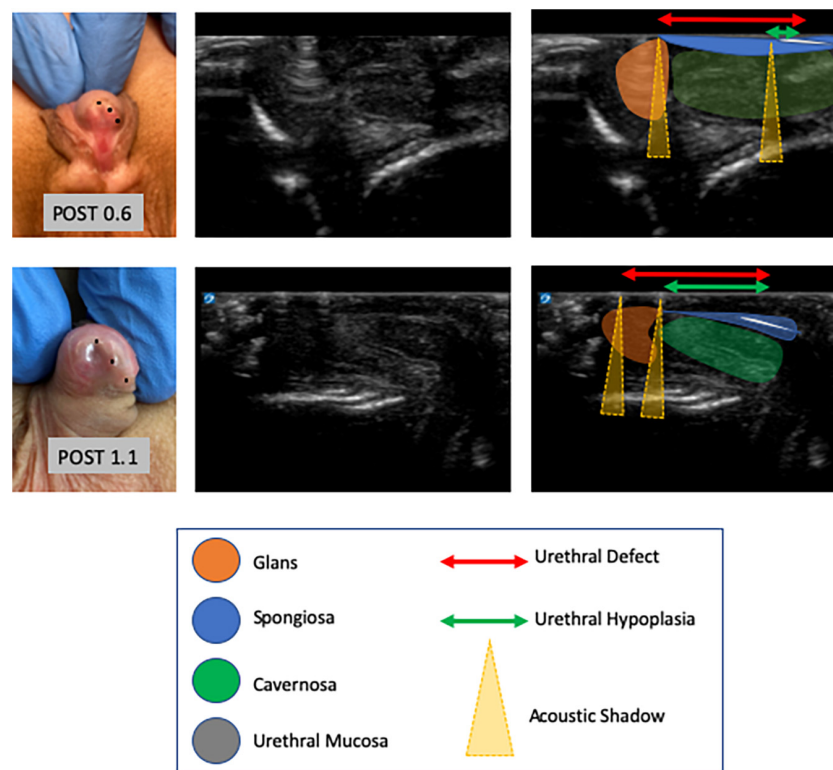 POST 0.6
POST 1.1
Glans
Urethral Defect
Spongiosa
Urethral Hypoplasia
Cavernosa
Acoustic Shadow
Urethral Mucosa